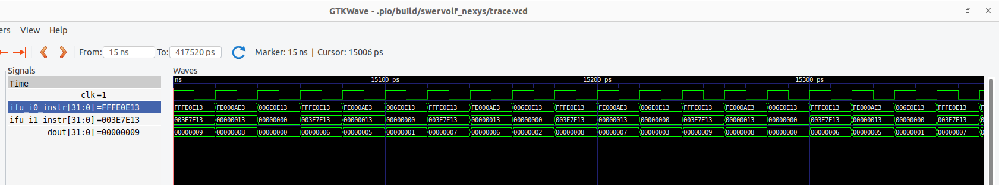 GTKWave - .pio/build/swervolf_nexys/trace.vcd
ers View Help
From: 15 ns To: 417520 ps Marker: 15 ns | Cursor: 15006 ps
Signals Waves
Time ns 15100 ps 15200 ps 15300 ps
clk =1
ifu_i0_instr[31:0] =FFFE0E13 FFFE0E13 FE000AE3 006E0E13 FFFE0E13 FE000AE3 006E0E13 FFFE0E13 FE000AE3 006E0E13 FFFE0E13 FE000AE3 006E0E13 FFFE0E13 FE000AE3 006E0E13 FFFE0E13 FE000AE3 006E0E13 FFFE0E13 F
ifu_i1_instr[31:0] =003E7E13 003E7E13 00000013 00000000 003E7E13 00000013 00000000 003E7E13 00000013 00000000 003E7E13 00000013 00000000 003E7E13 00000013 00000000 003E7E13 00000013 00000000 003E7E13 0
dout[31:0] =00000009 00000009 00000008 00000000 00000006 00000005 00000001 00000007 00000006 00000002 00000008 00000007 00000003 00000009 00000008 00000000 00000006 00000005 00000001 00000007 0